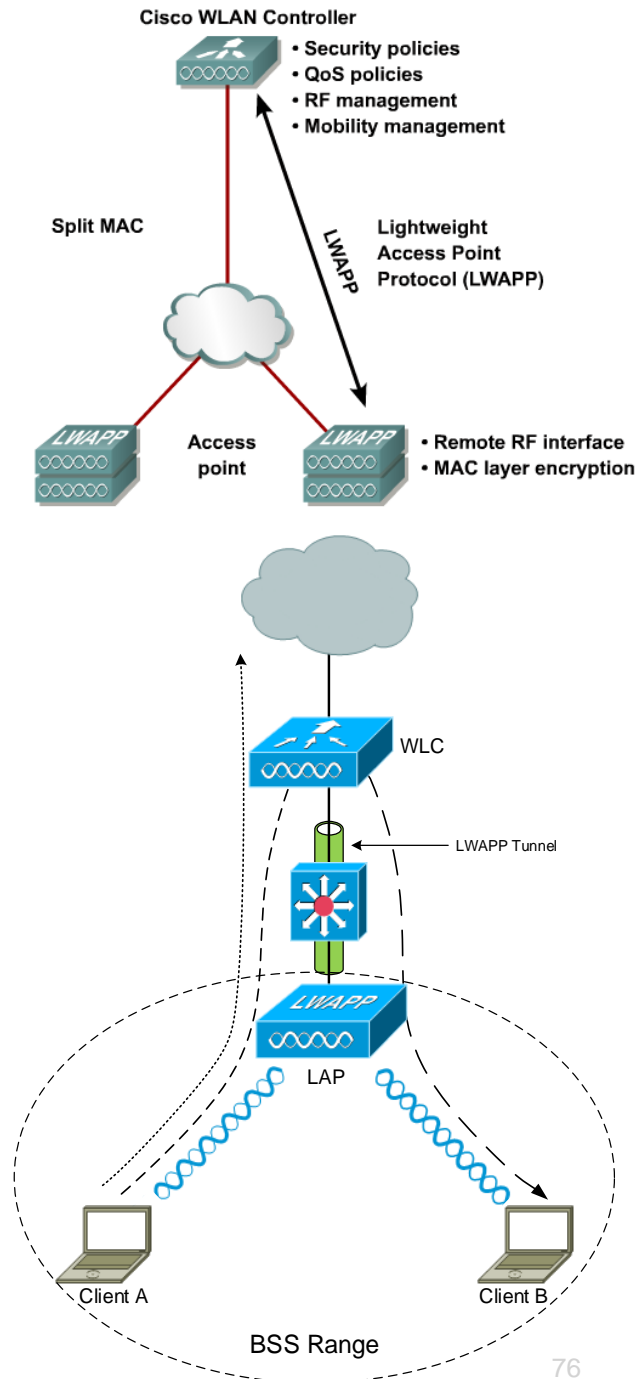 Cisco WLAN Controller
• Security policies
• QoS policies
• RF management
• Mobility management
Split MAC
LWAPP
Lightweight
Access Point
Protocol (LWAPP)
LWAPP
Access
point
LWAPP
• Remote RF interface
• MAC layer encryption
WLC
LWAPP Tunnel
LWAPP
LAP
Client A
Client B
BSS Range
76